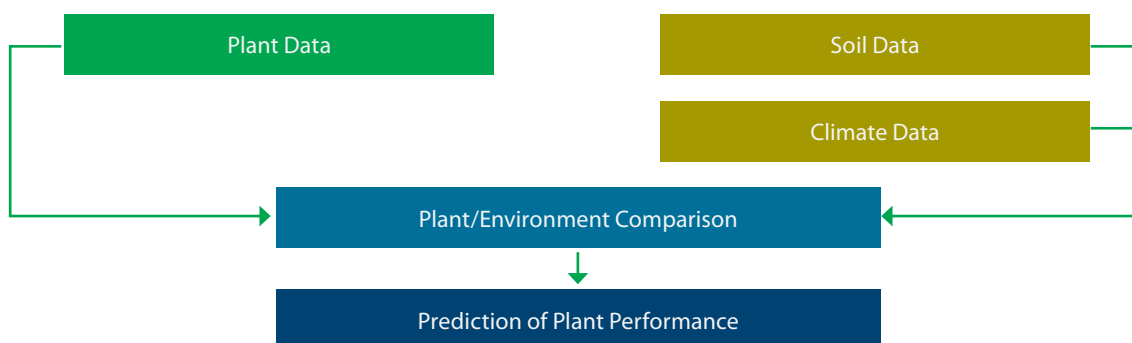 Plant Data
Soil Data
Climate Data
Plant/Environment Comparison
Prediction of Plant Performance